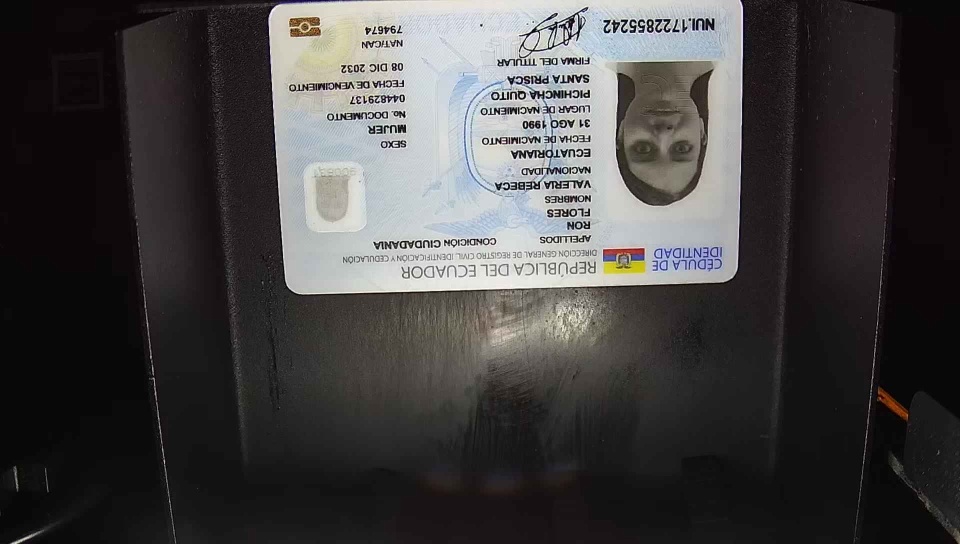 CÉDULA DE
IDENTIDAD
REPÚBLICA DEL ECUADOR
DIRECCIÓN GENERAL DE REGISTRO CIVIL, IDENTIFICACIÓN Y CEDULACIÓN
APELLIDOS
RON
FLORES
CONDICIÓN CIUDADANIA
NOMBRES
VALERIA REBECA
NACIONALIDAD
ECUATORIANA
FECHA DE NACIMIENTO
31 AGO 1990
LUGAR DE NACIMIENTO
PICHINCHA QUITO
SANTA PRISCA
FIRMA DEL TITULAR
SEXO
MUJER
No. DOCUMENTO
044829137
FECHA DE VENCIMIENTO
08 DIC 2032
NAT/CAN
794674
NUI.1722855242